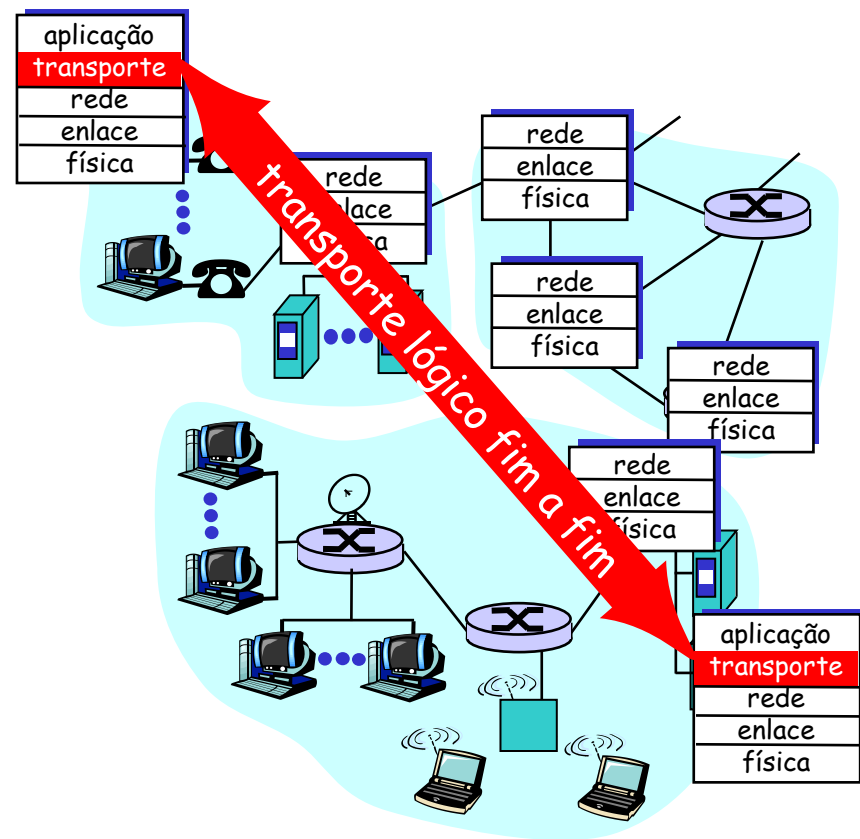 aplicação
transporte
rede
enlace
física
rede
rede
enlace
física
transporte lógico fim a fim
rede
enlace
física
rede
enlace
física
rede
enlace
física
aplicação
transporte
rede
enlace
física